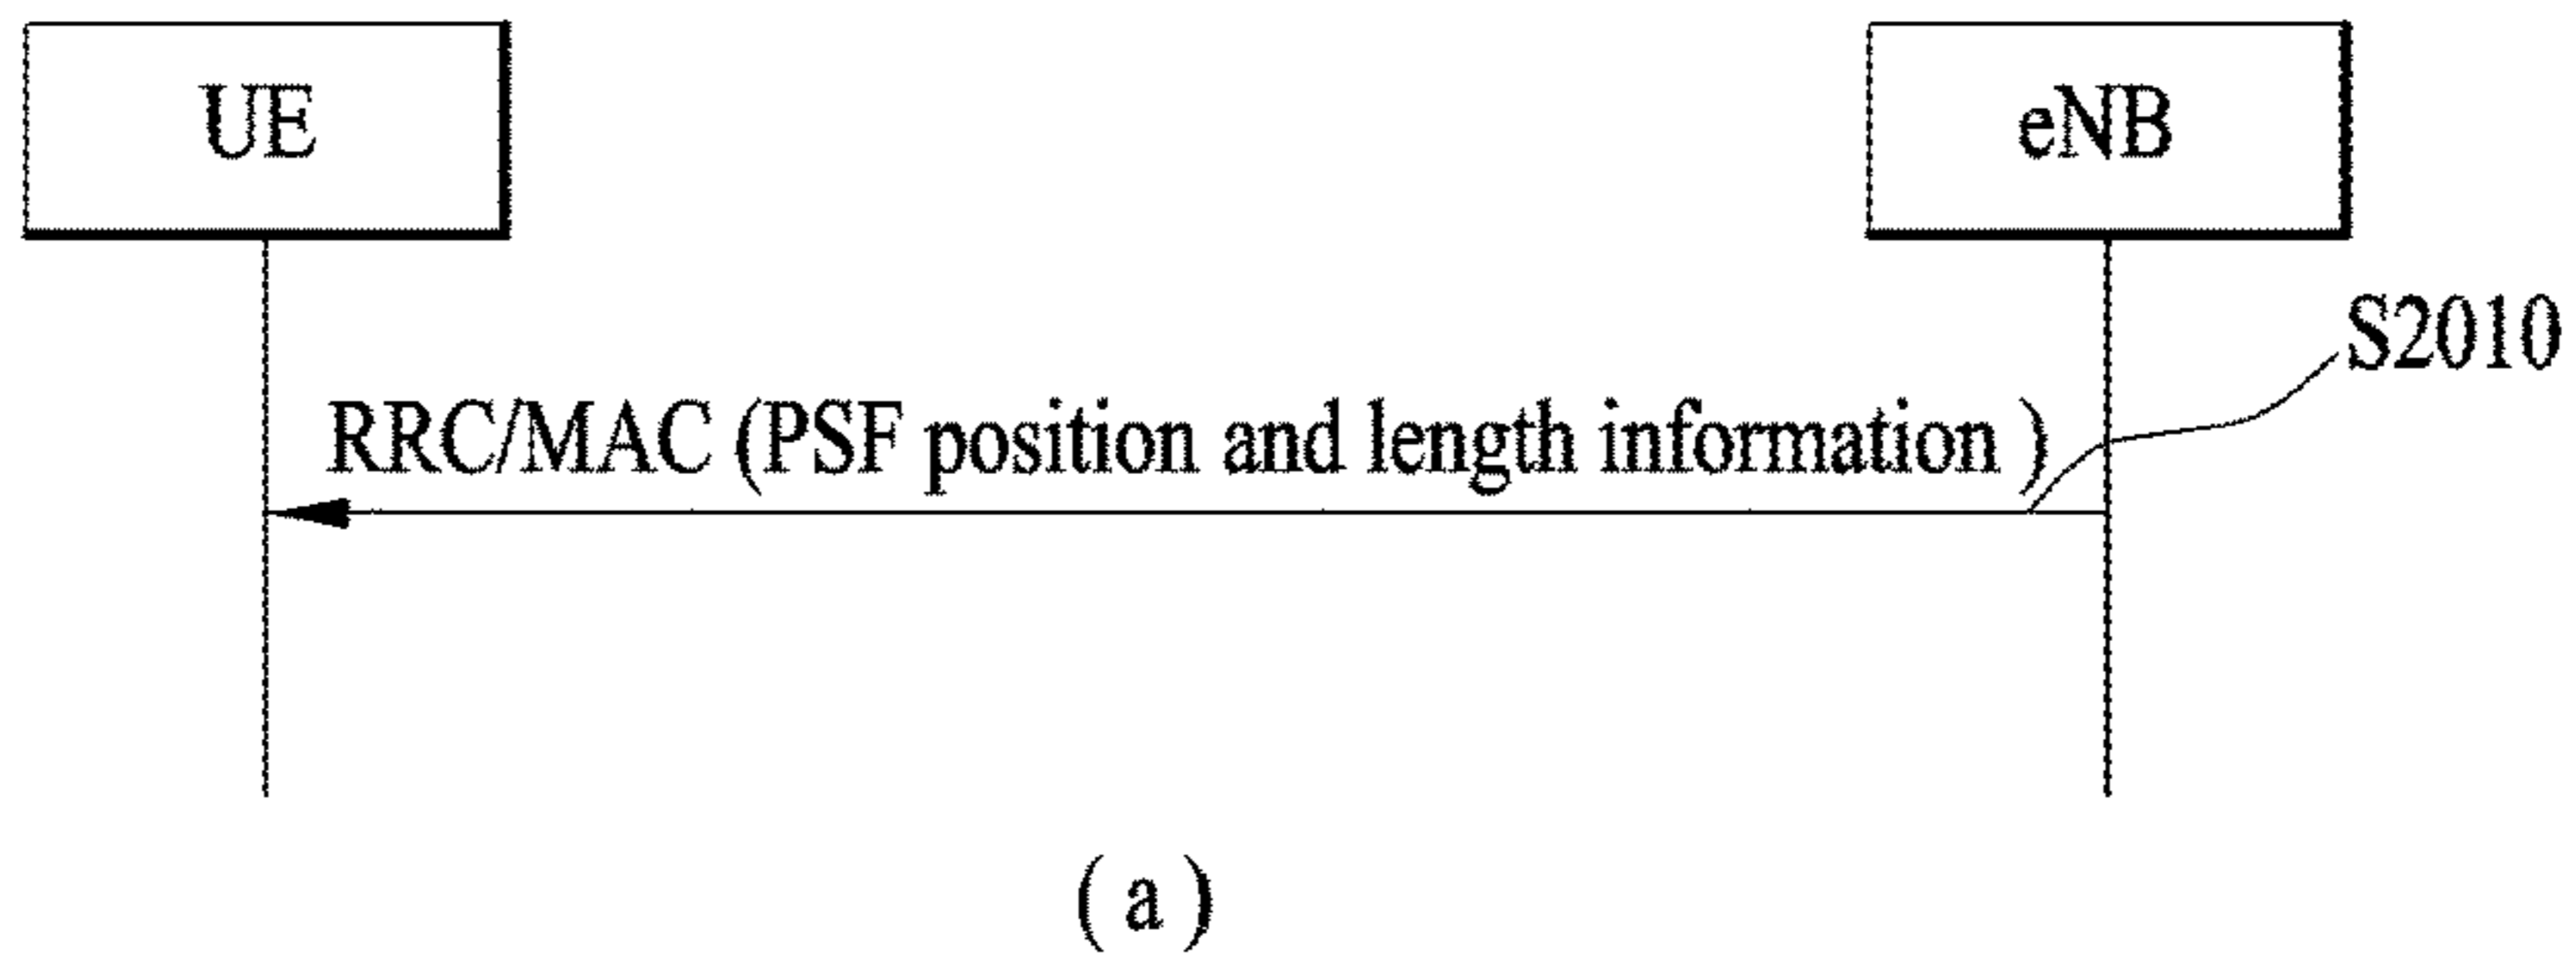 UE
eNB
S2010
RRC/MAC (PSF position and length information )
( a )